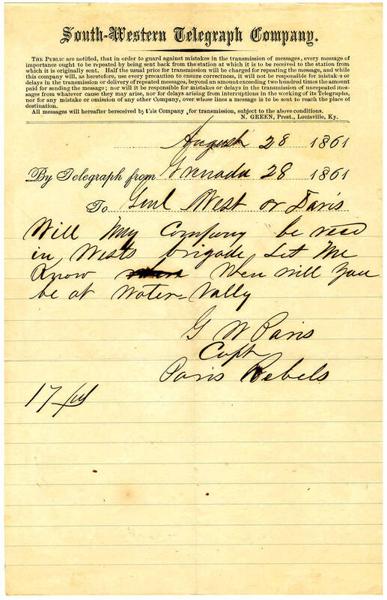 South-Western Telegraph Company.
THE PUBLIC are notified, that in order to guard against mistakes in the transmission of messages, every message of
importance ought to be repeated by being sent back from the station at which it is to be received to the station from
which it is originally sent. Half the usual price for transmission will be charged for repeating the message, and while
this company will, as heretofore, use every precaution to ensure correctness, it will not be responsible for mistakes or
delays in the transmission or delivery of repeated messages, beyond an amount exceeding two hundred times the amount
paid for sending the message; nor will it be responsible for mistakes or delays in the transmission of unrepeated mes-
sages from whatever cause they may arise, nor for delays arising from interruptions in the working of its Telegraphs,
nor for any mistake or omission of any other Company, over whose lines a message is to be sent to reach the place of
destination.
All messages will hereafter be received by this Company for transmission, subject to the above conditions.
N. GREEN, Prest., Louisville, Ky.
August 28 1861
By Telegraph from Grenada 28 1861
To Genl West or Davis
Will My Company be recd
in Wests brigade Let Me
Know When will you
be at Water-Vally
G W Paris
Capt
Paris Rebels
17